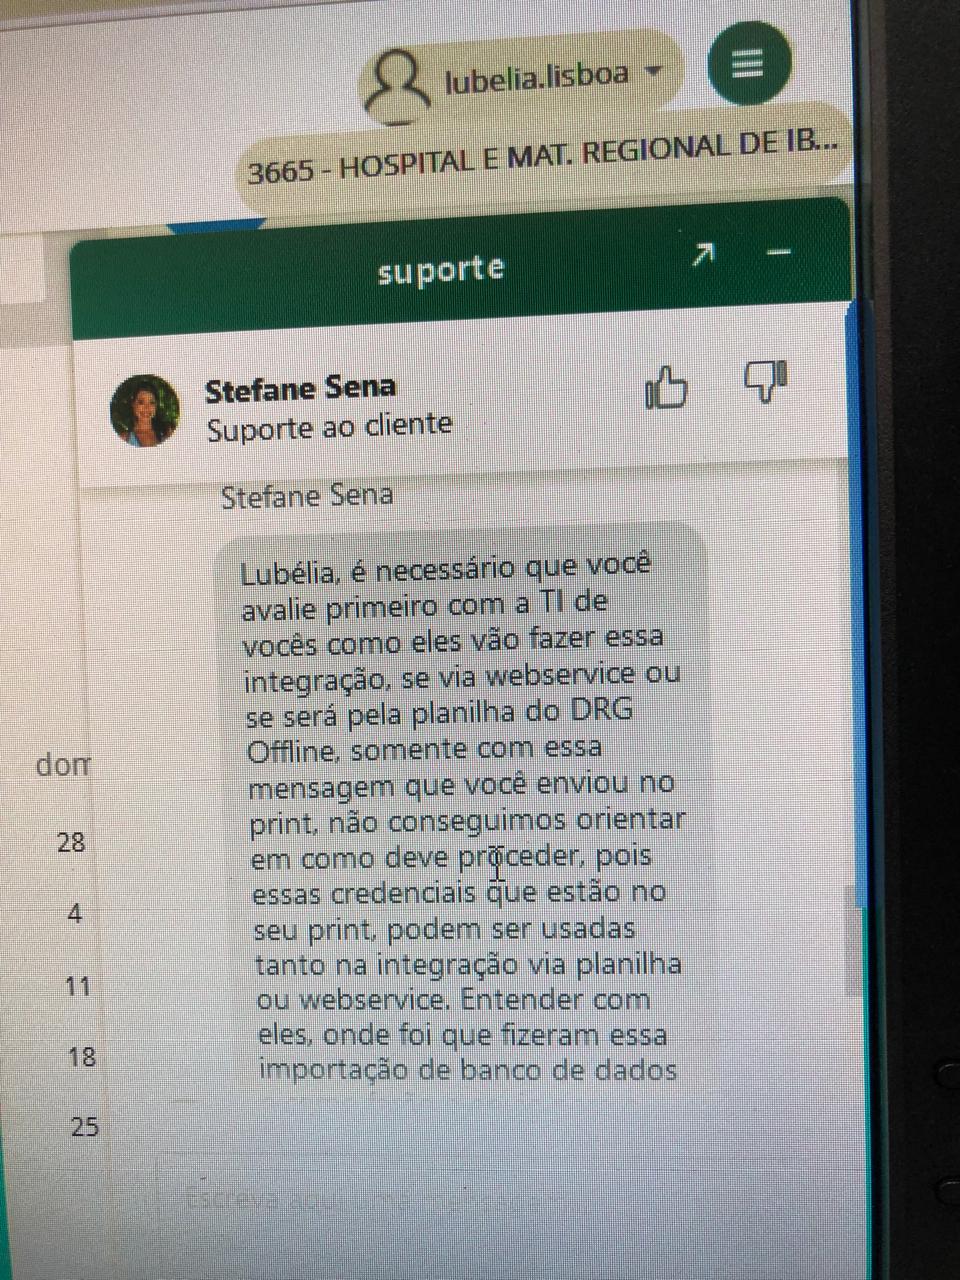 lubelia.lisboa
3665 - HOSPITAL E MAT. REGIONAL DE IB...
suporte
Stefane Sena
Suporte ao cliente
Stefane Sena
Lubélia, é necessário que você
avalie primeiro com a TI de
vocês como eles vão fazer essa
integração, se via webservice ou
se será pela planilha do DRG
Offline, somente com essa
mensagem que você enviou no
print, não conseguimos orientar
em como deve proceder, pois
essas credenciais que estão no
seu print, podem ser usadas
tanto na integração via planilha
ou webservice. Entender com
eles, onde foi que fizeram essa
importação de banco de dados
dom
28
4
11
18
25
Escreva